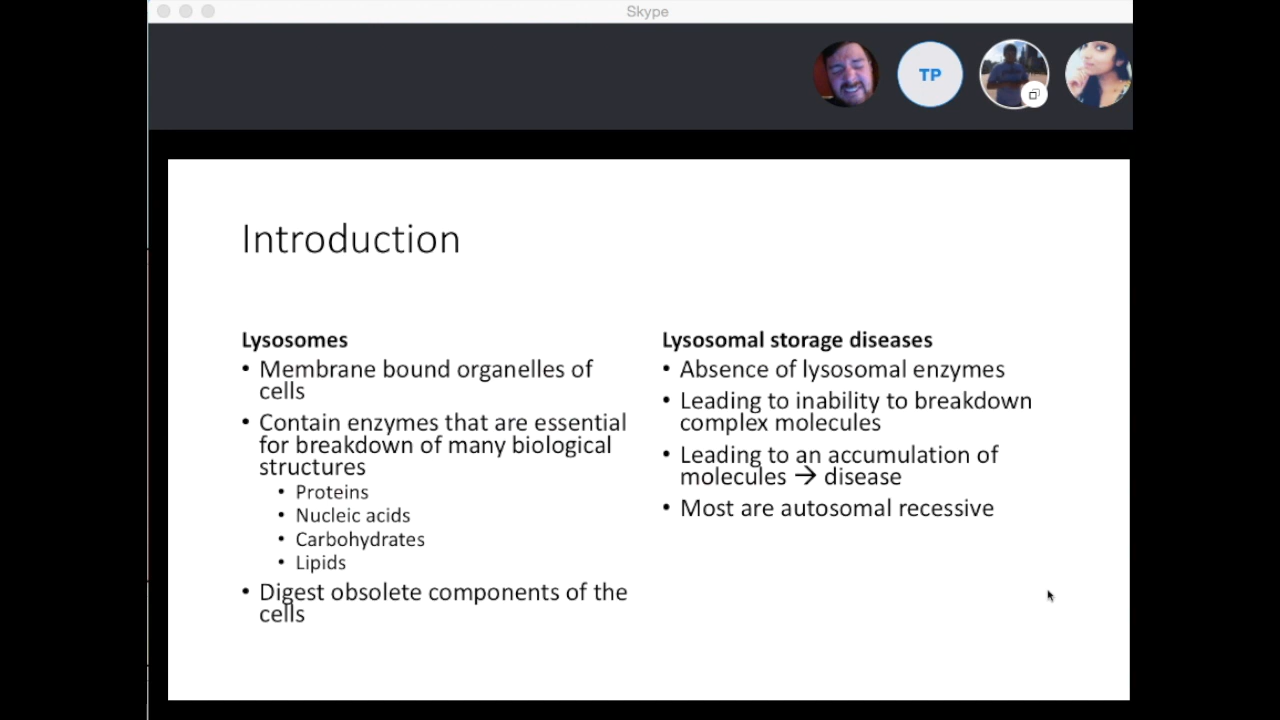 Skype
TP
Introduction
Lysosomes
• Membrane bound organelles of
cells
• Contain enzymes that are essential
for breakdown of many biological
structures
• Proteins
• Nucleic acids
• Carbohydrates
• Lipids
• Digest obsolete components of the
cells
Lysosomal storage diseases
• Absence of lysosomal enzymes
• Leading to inability to breakdown
complex molecules
• Leading to an accumulation of
molecules → disease
• Most are autosomal recessive